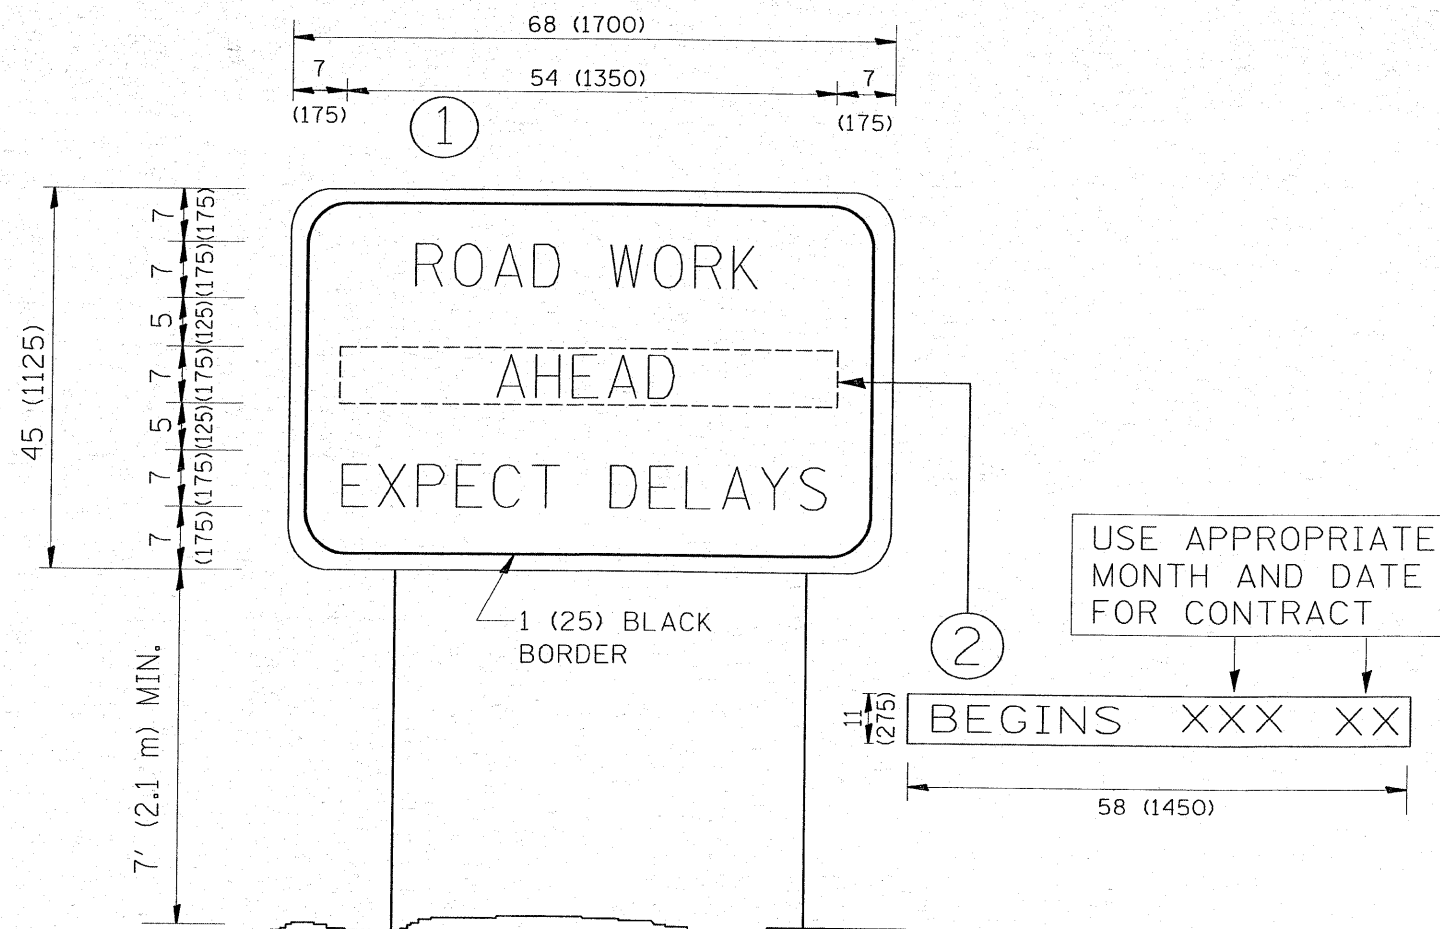 68 (1700)
7
54 (1350)
7
(175)
(175)
1
45 (1125)
7 (175)
7 (175)
5 (125)
7 (175)
5 (125)
7 (175)
7 (175)
ROAD WORK
AHEAD
EXPECT DELAYS
1 (25) BLACK
BORDER
7' (2.1 m) MIN.
2
USE APPROPRIATE
MONTH AND DATE
FOR CONTRACT
11
(275)
BEGINS XXX XX
58 (1450)